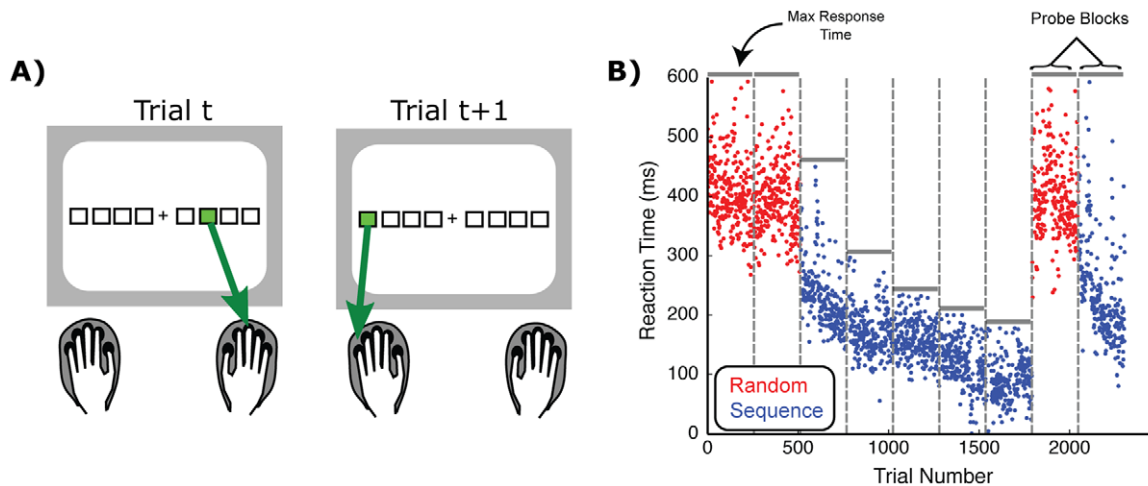 A)
Trial t
Trial t+1
+
+
B)
Max Response
Time
Probe Blocks
600
500
400
300
200
100
0
Reaction Time (ms)
Random
Sequence
0
500
1000
1500
2000
Trial Number